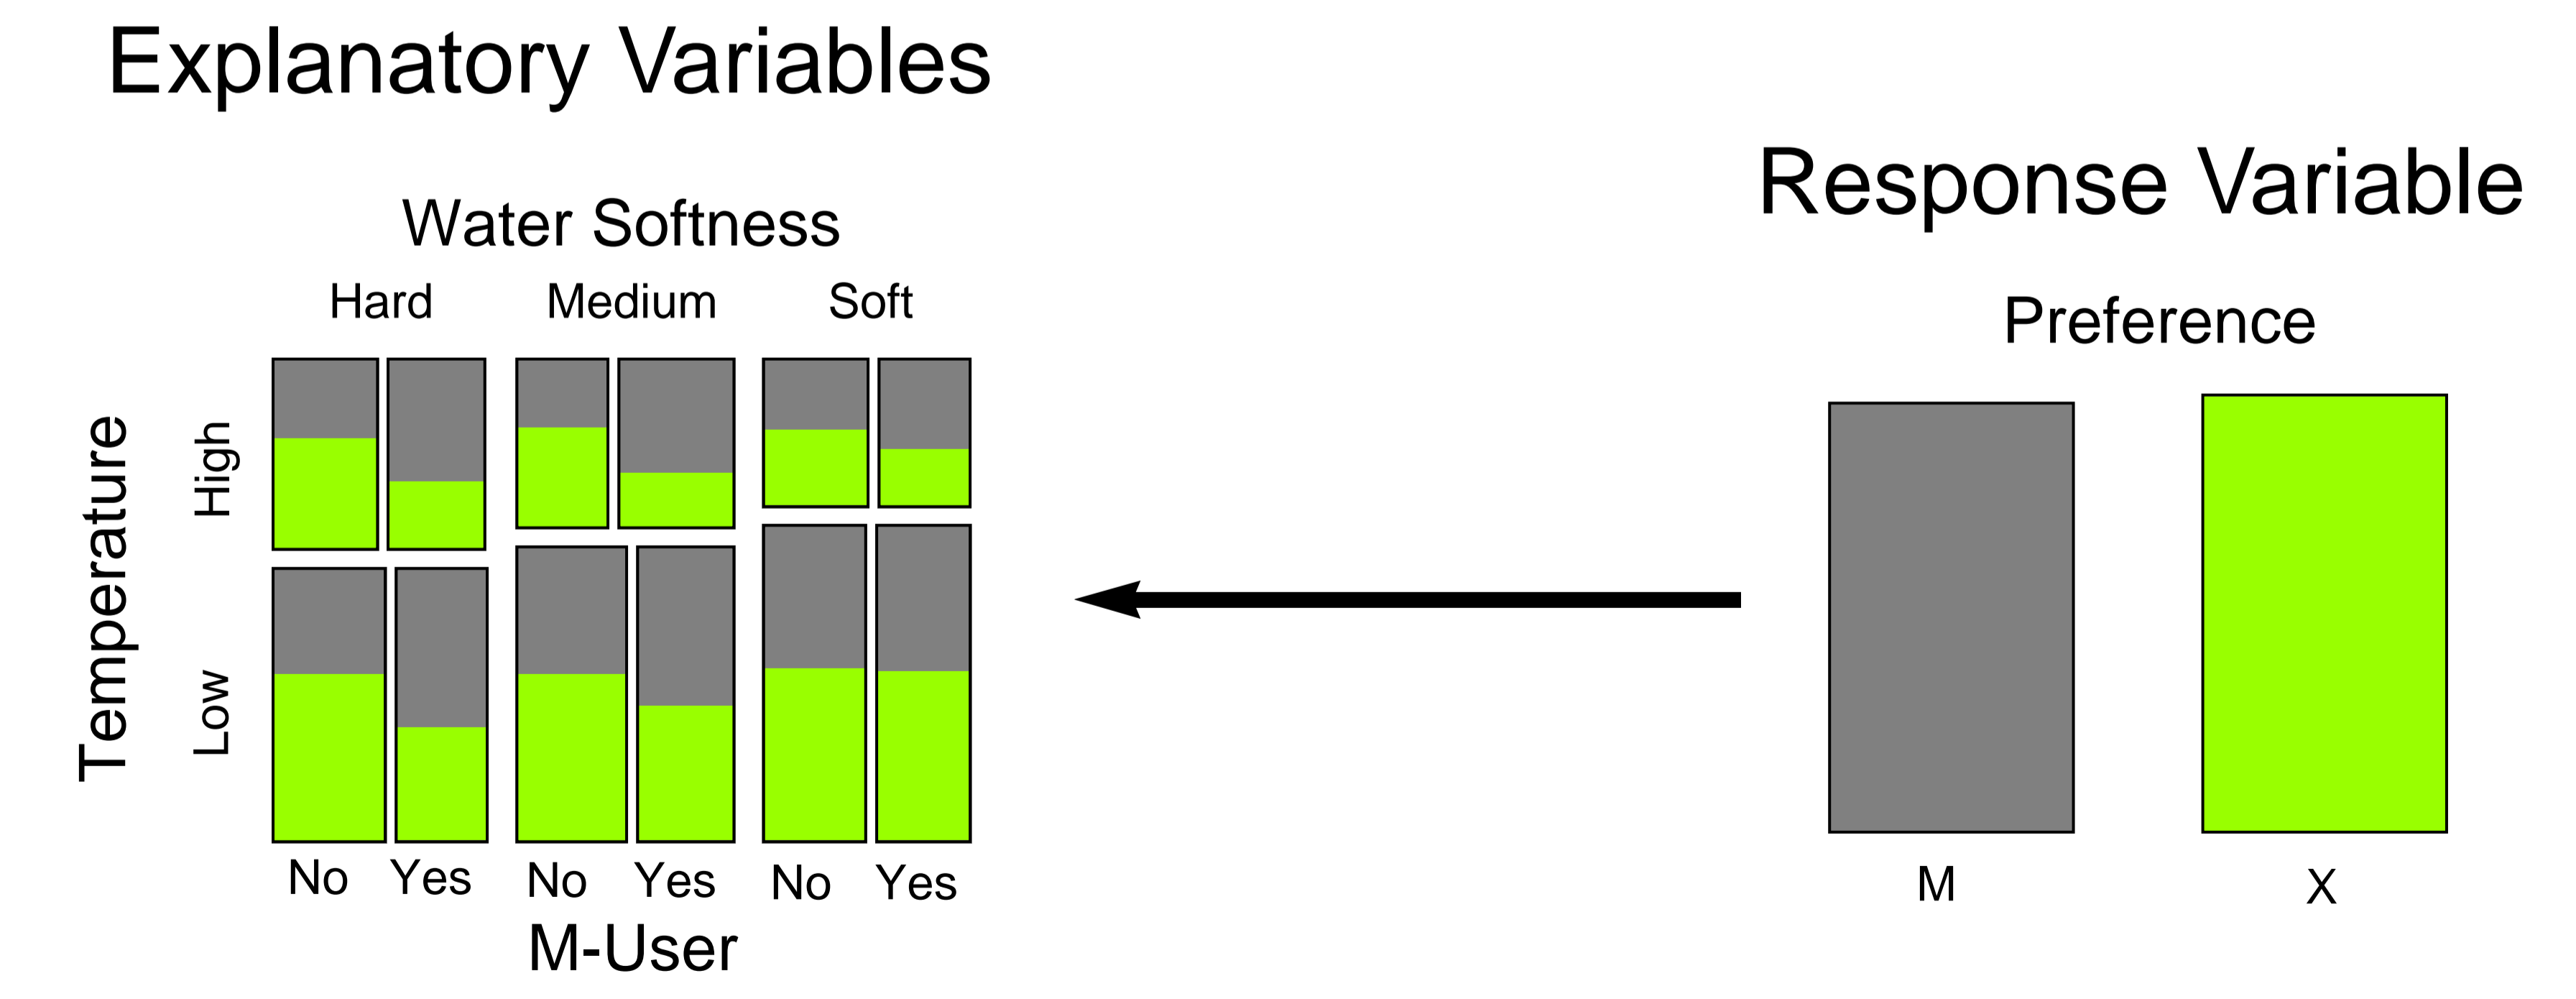 Explanatory Variables
Response Variable
Water Softness
Hard Medium Soft
Preference
Temperature
High
Low
No Yes No Yes No Yes
M-User
M X